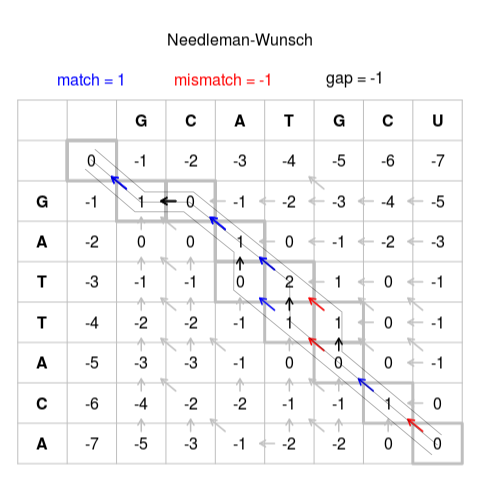 Needleman-Wunsch
match = 1 mismatch = -1 gap = -1
G C A T G C U
0 -1 -2 -3 -4 -5 -6 -7
G -1 1 0 -1 -2 -3 -4 -5
A -2 0 0 1 0 -1 -2 -3
T -3 -1 -1 0 2 1 0 -1
T -4 -2 -2 -1 1 1 0 -1
A -5 -3 -3 -1 0 0 0 -1
C -6 -4 -2 -2 -1 -1 1 0
A -7 -5 -3 -1 -2 -2 0 0